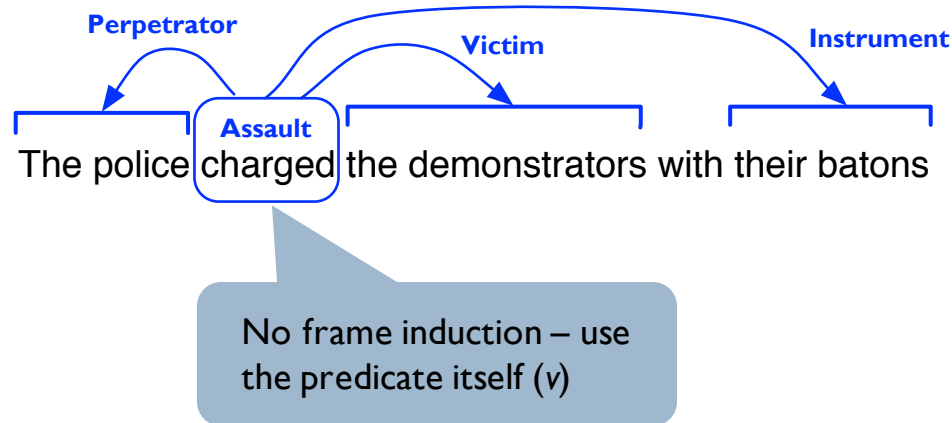 Perpetrator
Victim
Instrument
Assault
The police charged the demonstrators with their batons
No frame induction – use
the predicate itself (v)